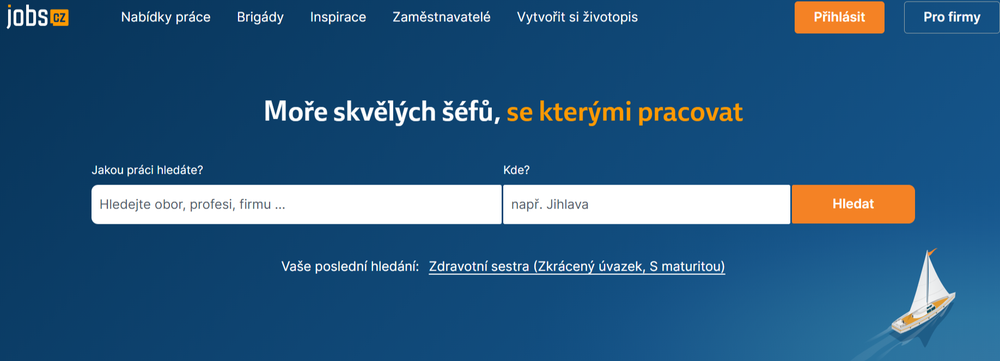 jobs cz Nabídky práce Brigády Inspirace Zaměstnavatelé Vytvořit si životopis Přihlásit Pro firmy
Moře skvělých šéfů, se kterými pracovat
Jakou práci hledáte? Kde?
Hledejte obor, profesi, firmu ... např. Jihlava Hledat
Vaše poslední hledání: Zdravotní sestra (Zkrácený úvazek, S maturitou)